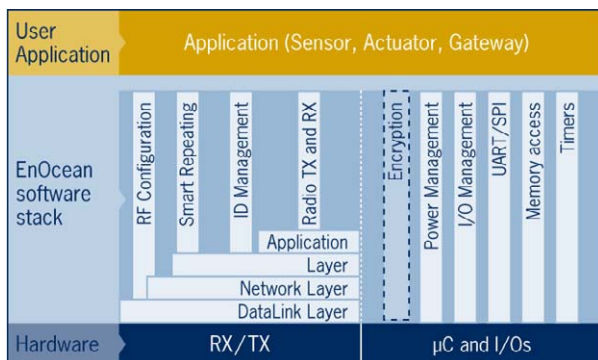 User
Application
Application (Sensor, Actuator, Gateway)
EnOcean
software
stack
RF Configuration
Smart Repeating
ID Management
Radio TX and RX
Encryption
Power Management
I/O Management
UART/SPI
Memory access
Timers
Application
Layer
Network Layer
DataLink Layer
Hardware
RX/TX
µC and I/Os